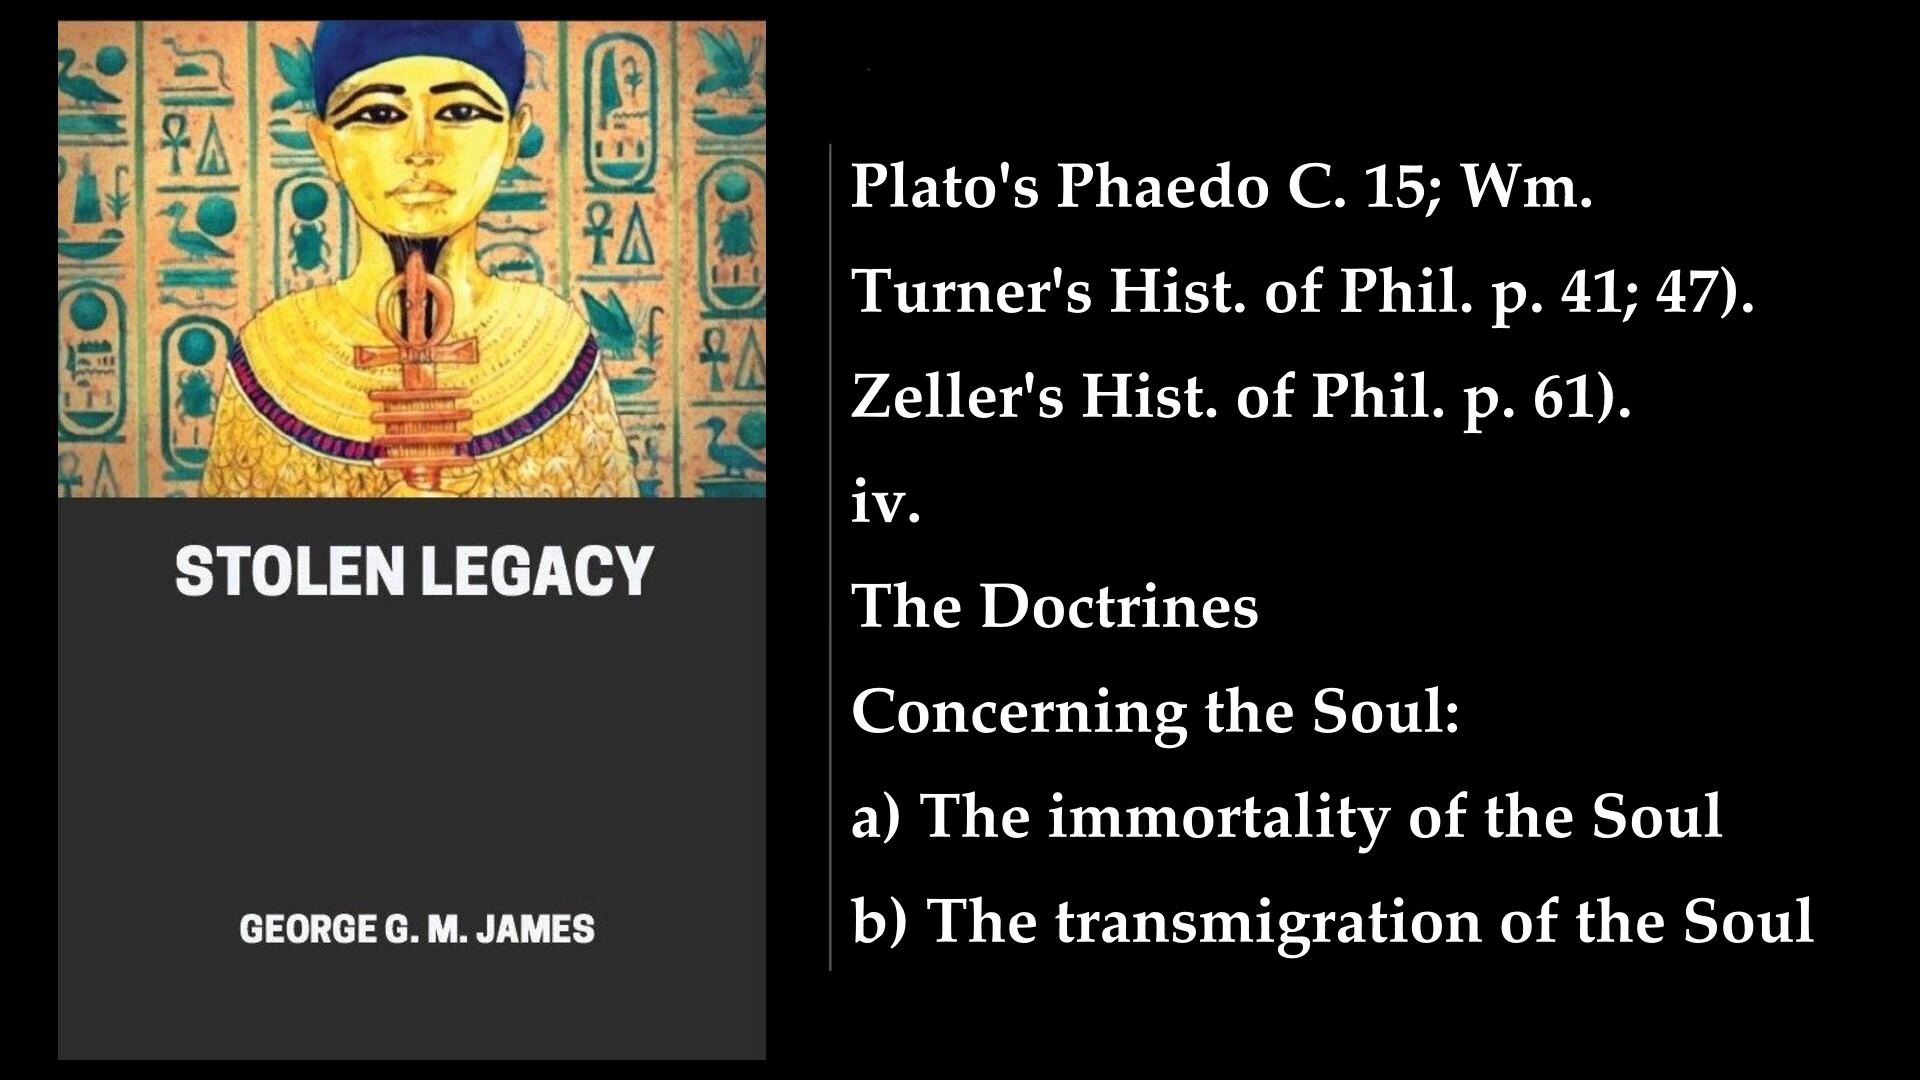 STOLEN LEGACY
GEORGE G. M. JAMES
Plato's Phaedo C. 15; Wm.
Turner's Hist. of Phil. p. 41; 47).
Zeller's Hist. of Phil. p. 61).
iv.
The Doctrines
Concerning the Soul:
a) The immortality of the Soul
b) The transmigration of the Soul